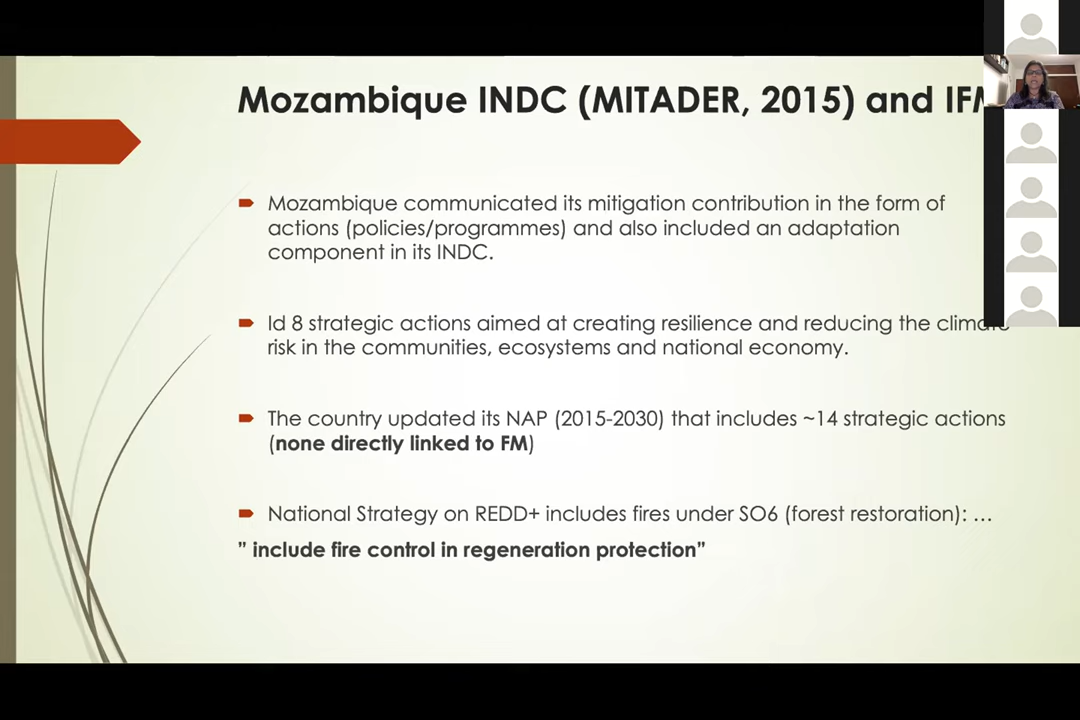 Mozambique INDC (MITADER, 2015) and
Mozambique communicated its mitigation contribution in the form of
actions (policies/programmes) and also included an adaptation
component in its INDC.
Id 8 strategic actions aimed at creating resilience and reducing the climate
risk in the communities, ecosystems and national economy.
The country updated its NAP (2015-2030) that includes ~14 strategic actions
(none directly linked to FM)
National Strategy on REDD+ includes fires under SO6 (forest restoration): …
” include fire control in regeneration protection”